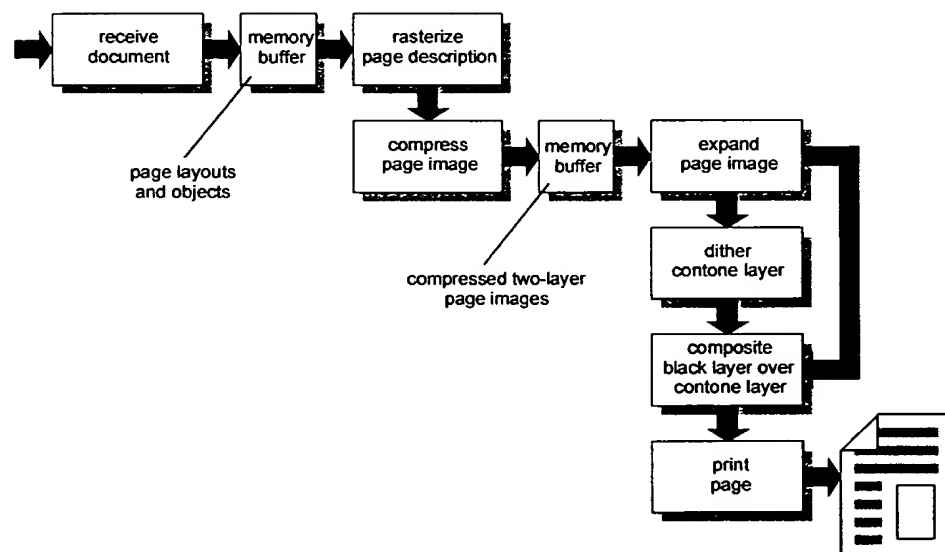 receive
document
memory
buffer
rasterize
page description
page layouts
and objects
compress
page image
memory
buffer
expand
page image
compressed two-layer
page images
dither
contone layer
composite
black layer over
contone layer
print
page